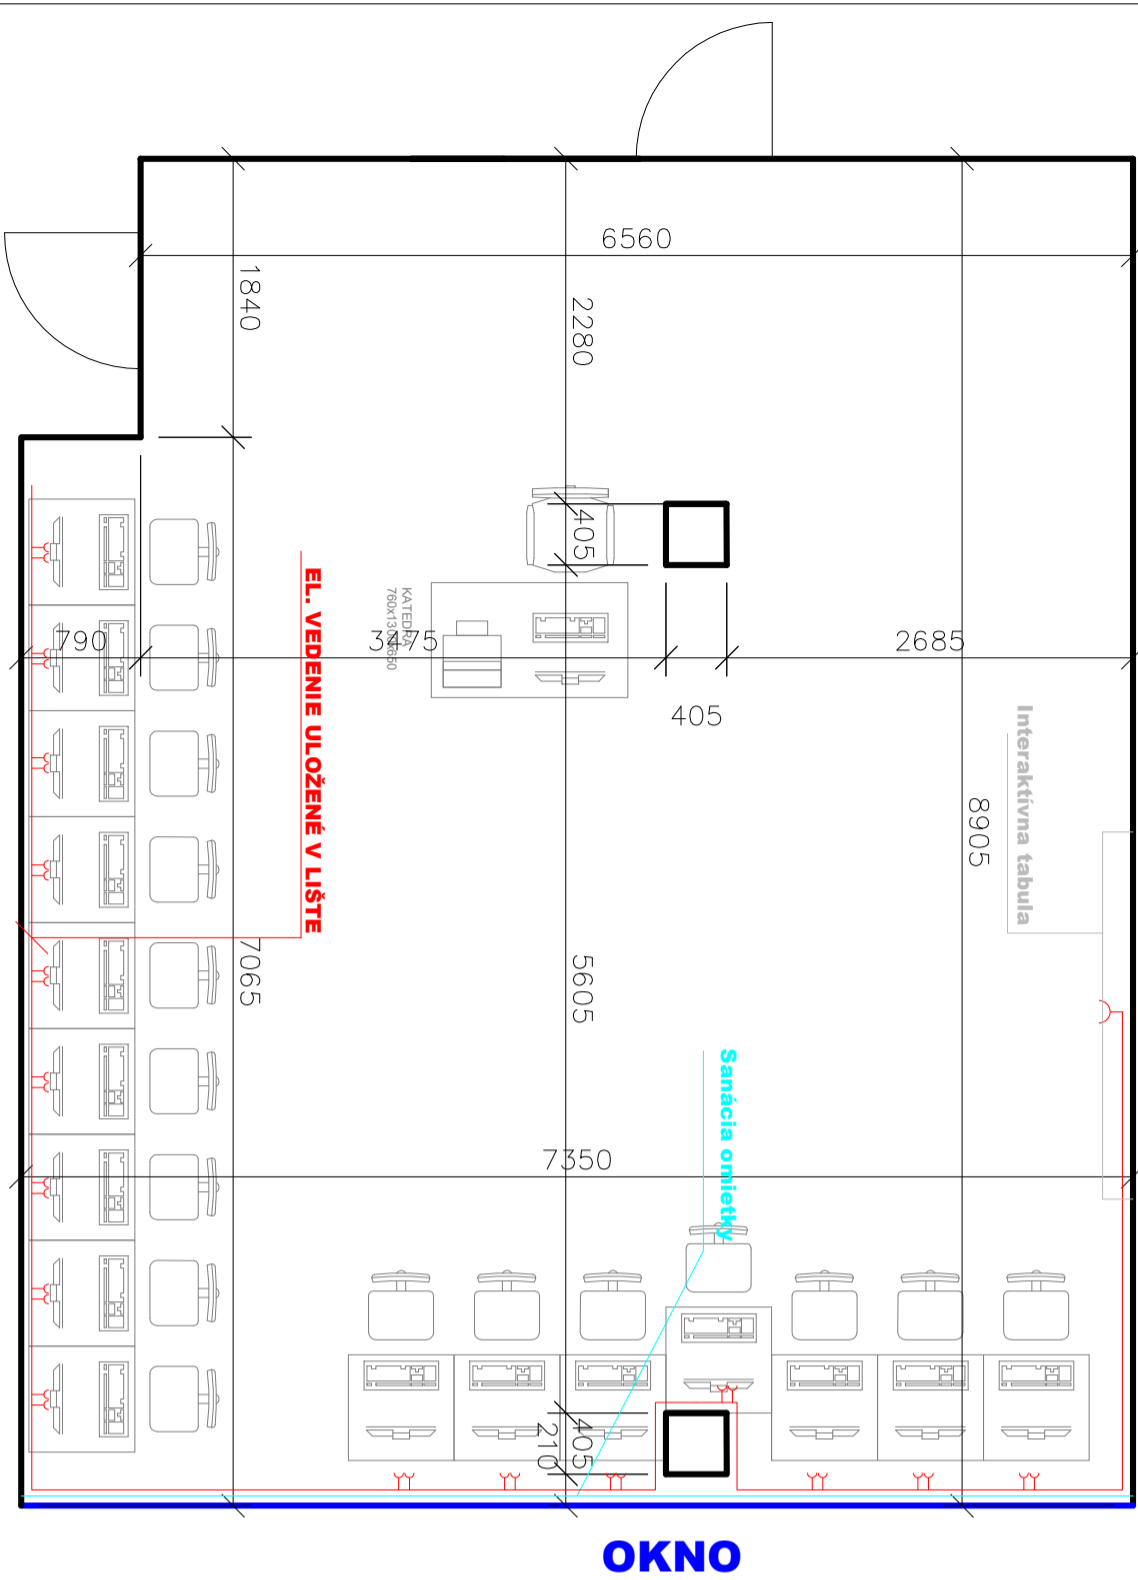 6560
1840
2280
405
KATEDRA
790
3475
2685
405
EL. VEDENIE ULOŽENÉ V LIŠTE
Interaktívna tabula
8905
7065
5605
Sanácia omietky
7350
405
210
OKNO